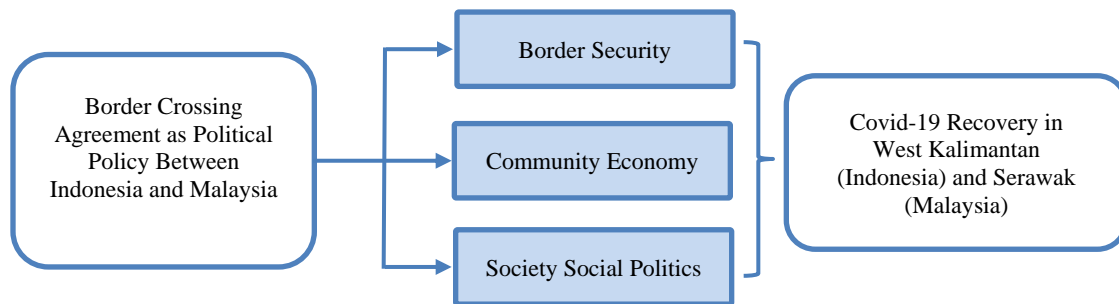 Border Crossing
Agreement as Political
Policy Between
Indonesia and Malaysia
Border Security
Community Economy
Society Social Politics
Covid-19 Recovery in
West Kalimantan
(Indonesia) and Serawak
(Malaysia)